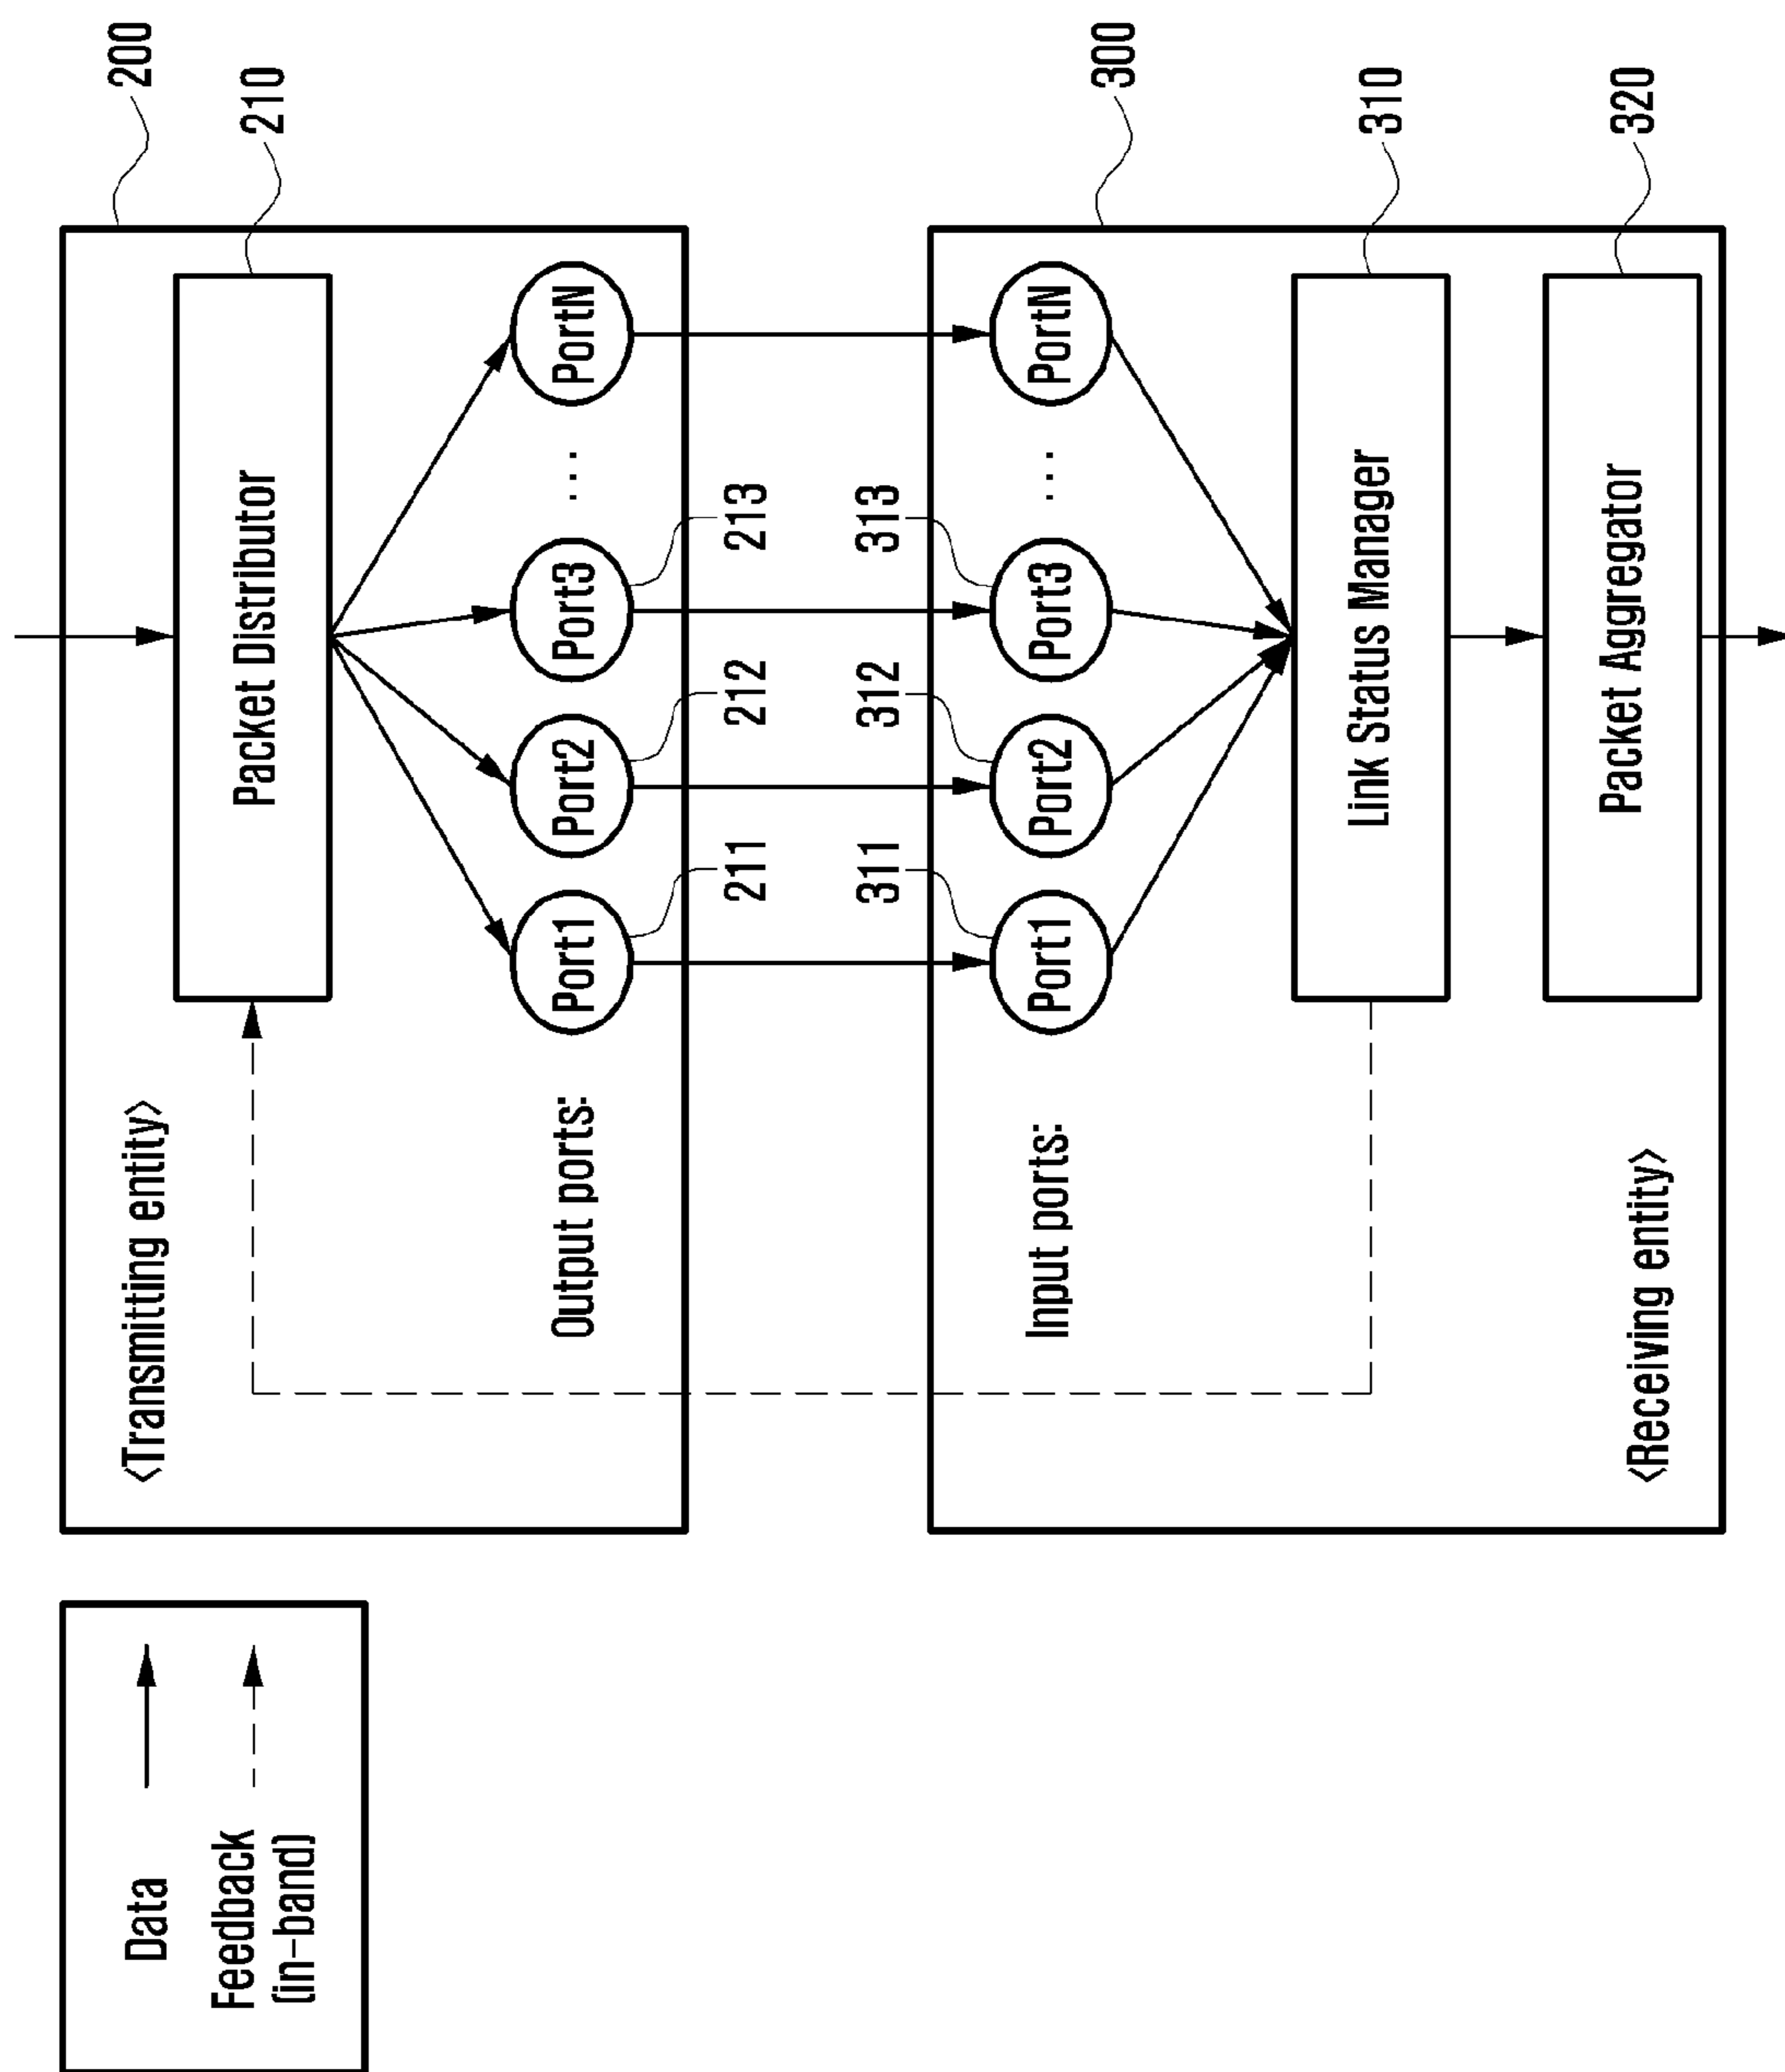 Data
Feedback
(in-band)
<Transmitting entity>
200
Packet Distributor
210
Output ports:
Port1
Port2
Port3
...
PortN
211
212
213
311
312
313
300
Input ports:
Port1
Port2
Port3
...
PortN
Link Status Manager
310
Packet Aggregator
320
<Receiving entity>